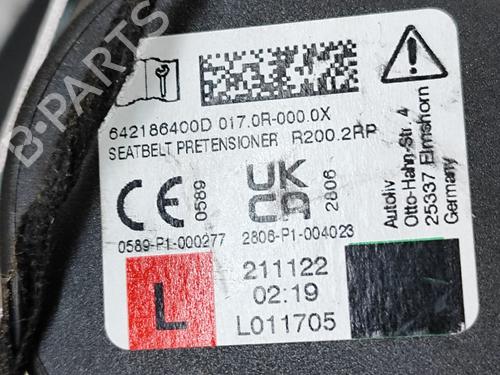 642186400D 017.0R-000.0X
SEATBELT PRETENSIONER R200.2RP
CE 0589
UK CA 2806
0589-P1-000277 2806-P1-004023
Autoliv
Otto-Hahn-Str. 4
25337 Elmshorn
Germany
L
211122
02:19
L011705
B-PARTS